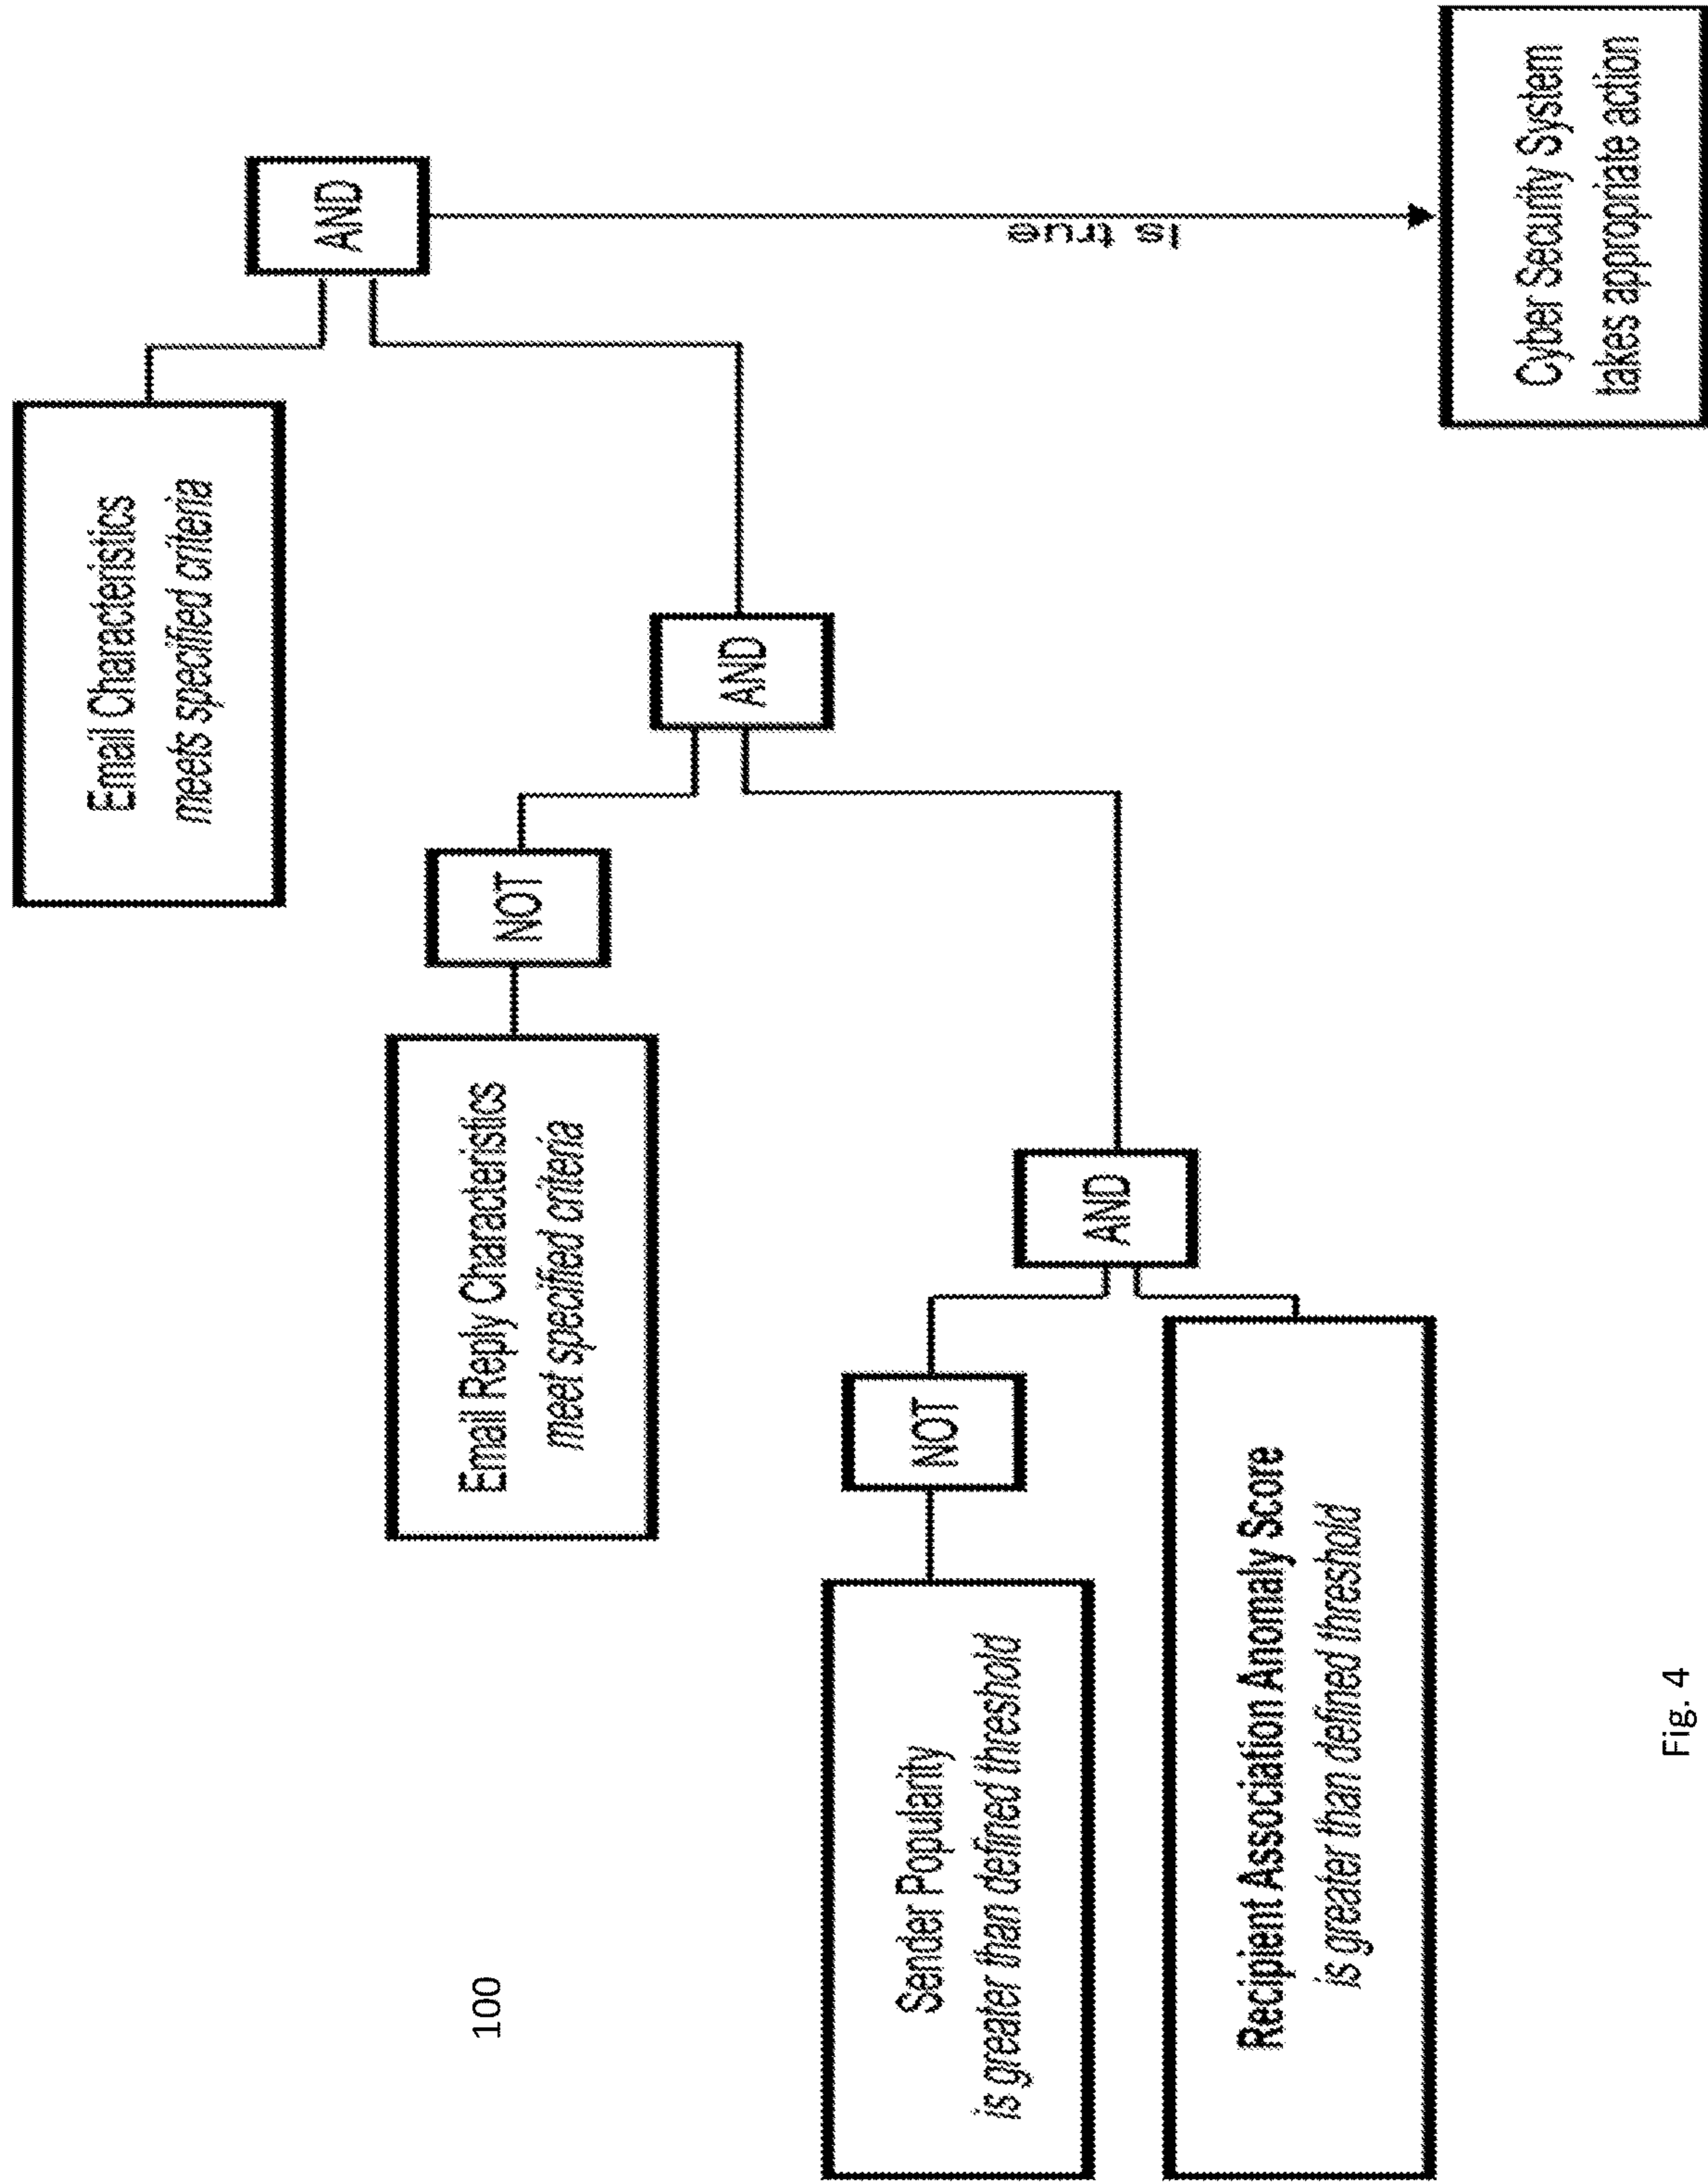 Email Characteristics
meets specified criteria
AND
NOT
Email Reply Characteristics
meet specified criteria
AND
100
Sender Popularity
is greater than defined threshold
NOT
AND
Recipient Association Anomaly Score
is greater than defined threshold
is true
Cyber Security System
takes appropriate action
Fig. 4